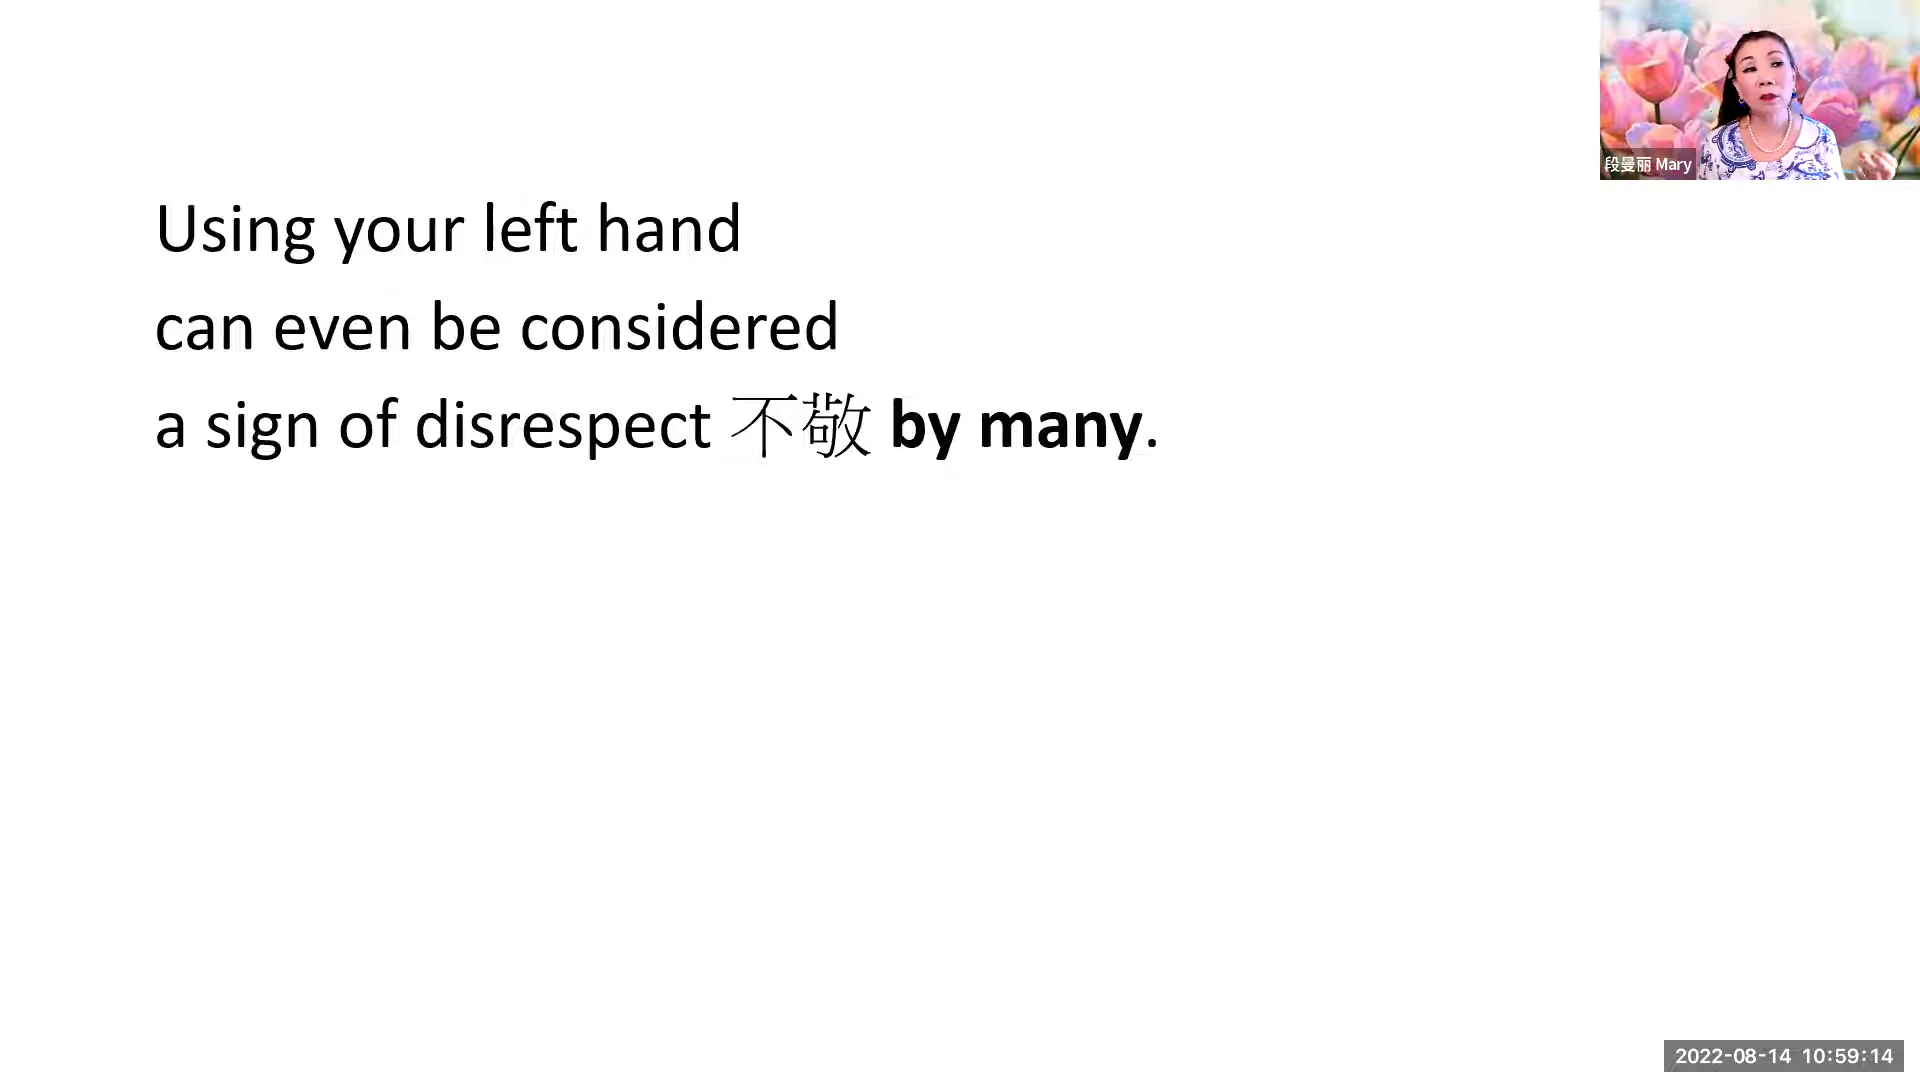 段曼丽 Mary
Using your left hand
can even be considered
a sign of disrespect 不敬 by many.
2022-08-14 10:59:14